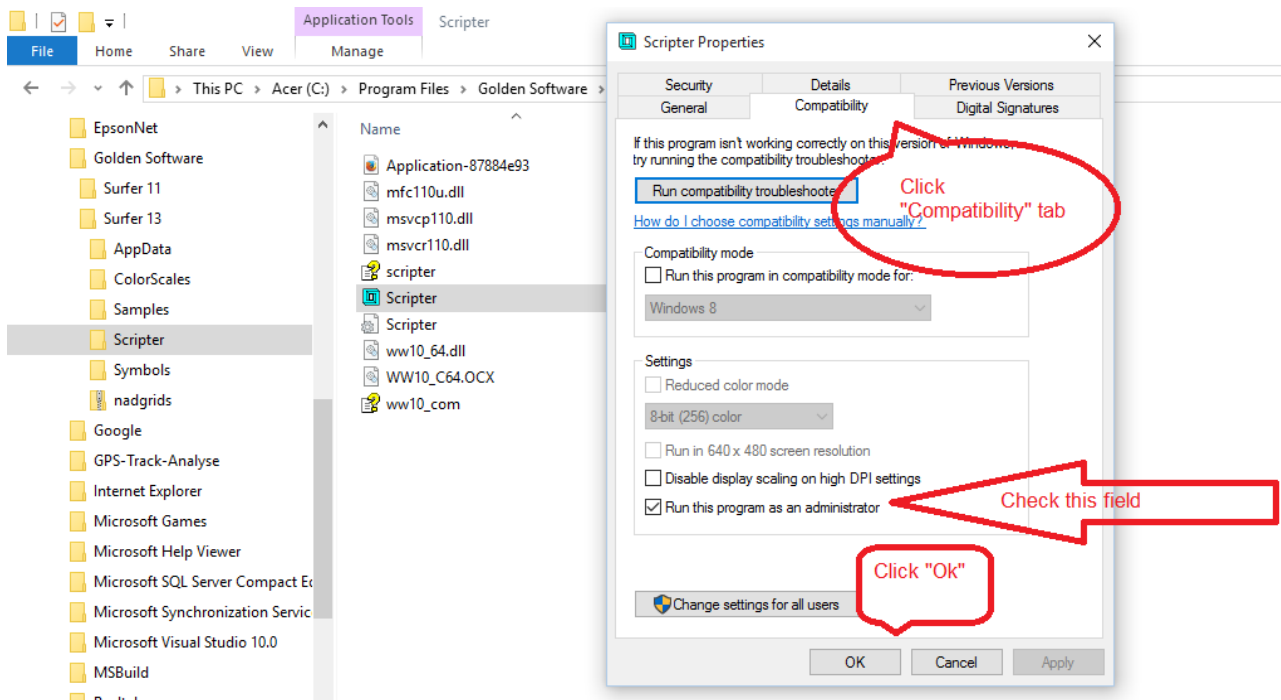 Application Tools
Scripter
File
Home
Share
View
Manage
This PC
Acer (C:)
Program Files
Golden Software
EpsonNet
Golden Software
Surfer 11
Surfer 13
AppData
ColorScales
Samples
Scripter
Symbols
nadgrids
Google
GPS-Track-Analyse
Internet Explorer
Microsoft Games
Microsoft Help Viewer
Microsoft SQL Server Compact Ec
Microsoft Synchronization Servic
Microsoft Visual Studio 10.0
MSBuild
Name
Application-87884e93
mfc110u.dll
msvcp110.dll
msvcr110.dll
scripter
Scripter
Scripter
ww10_64.dll
WW10_C64.OCX
ww10_com
Scripter Properties
Security
Details
Previous Versions
General
Compatibility
Digital Signatures
If this program isn't working correctly on this version of Windows,
try running the compatibility troubleshooter.
Run compatibility troubleshooter
How do I choose compatibility settings manually?
Click
"Compatibility" tab
Compatibility mode
Run this program in compatibility mode for:
Windows 8
Settings
Reduced color mode
8-bit (256) color
Run in 640 x 480 screen resolution
Disable display scaling on high DPI settings
Run this program as an administrator
Check this field
Click "Ok"
Change settings for all users
OK
Cancel
Apply